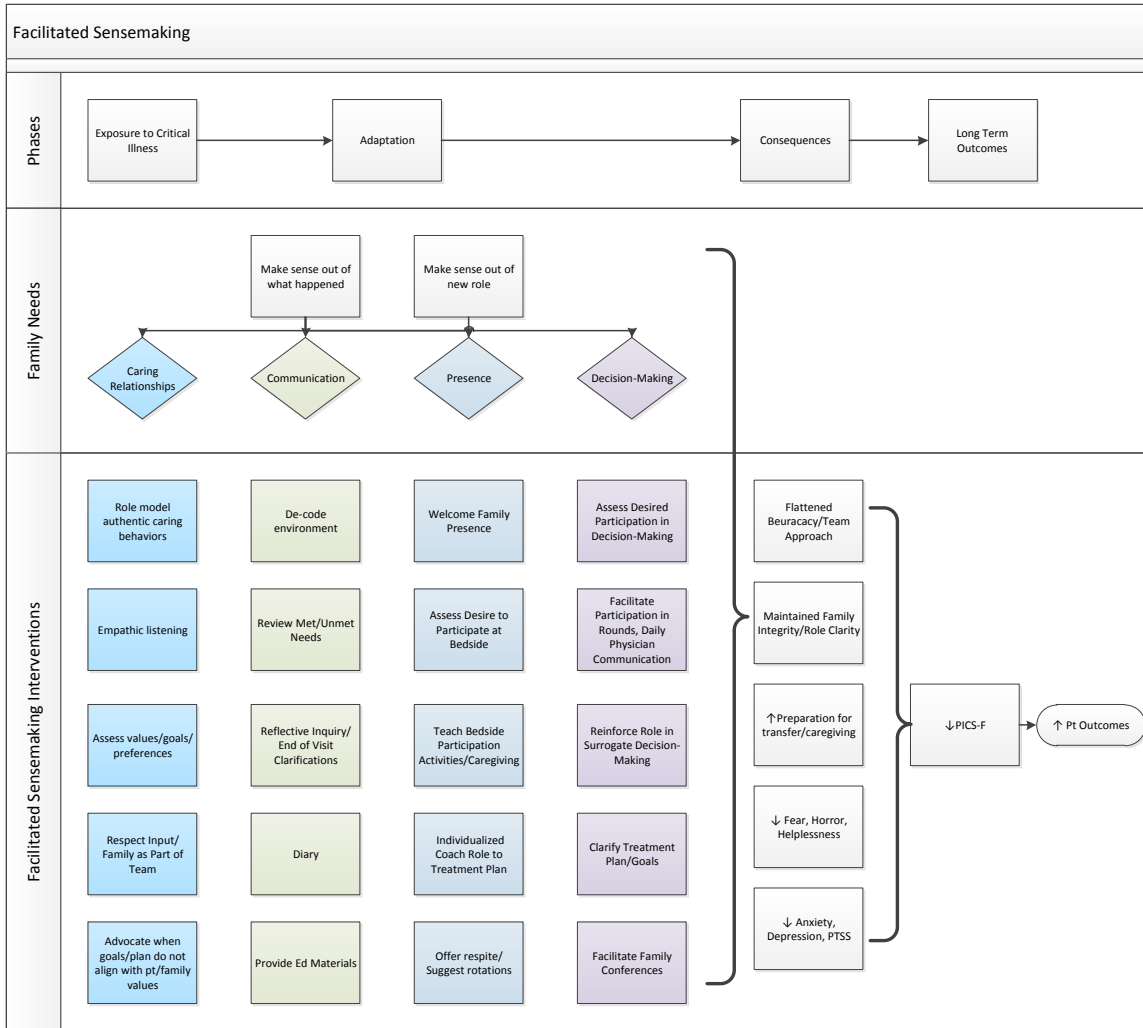 Facilitated Sensemaking
Phases
Exposure to Critical
Illness
Adaptation
Consequences
Long Term
Outcomes
Family Needs
Make sense out of
what happened
Make sense out of
new role
Caring
Relationships
Communication
Presence
Decision-Making
Facilitated Sensemaking Interventions
Role model
authentic caring
behaviors
De-code
environment
Welcome Family
Presence
Assess Desired
Participation in
Decision-Making
Flattened
Beuracacy/Team
Approach
Empathic listening
Review Met/Unmet
Needs
Assess Desire to
Participate at
Bedside
Facilitate
Participation in
Rounds, Daily
Physician
Communication
Maintained Family
Integrity/Role Clarity
Assess values/goals/
preferences
Reflective Inquiry/
End of Visit
Clarifications
Teach Bedside
Participation
Activities/Caregiving
Reinforce Role in
Surrogate Decision-
Making
↑Preparation for
transfer/caregiving
↓PICS-F
↑ Pt Outcomes
Respect Input/
Family as Part of
Team
Diary
Individualized
Coach Role to
Treatment Plan
Clarify Treatment
Plan/Goals
↓ Fear, Horror,
Helplessness
Advocate when
goals/plan do not
align with pt/family
values
Provide Ed Materials
Offer respite/
Suggest rotations
Facilitate Family
Conferences
↓ Anxiety,
Depression, PTSS